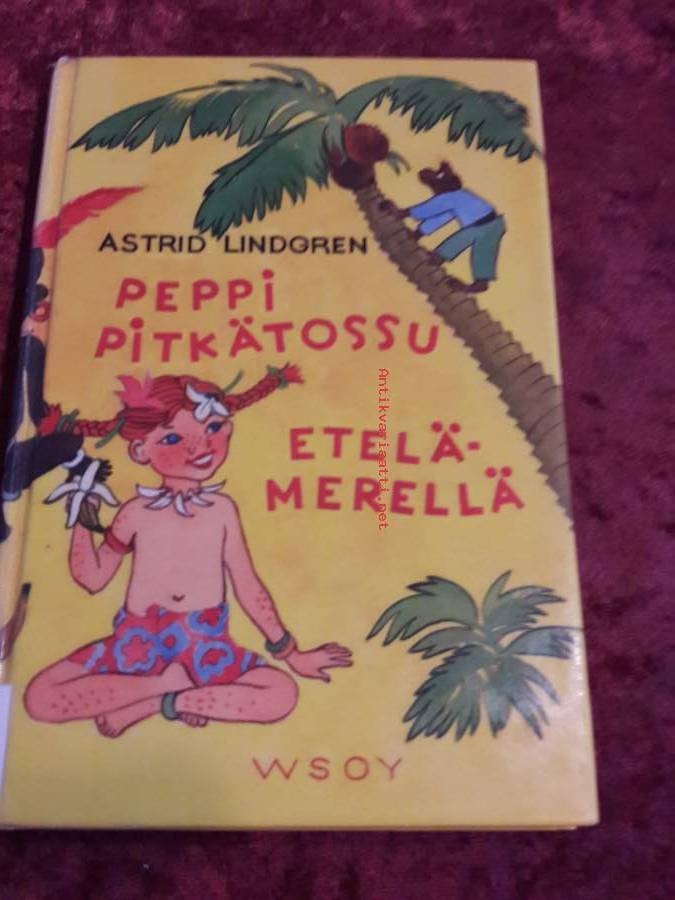 ASTRID LINDGREN
PEPPI
PITKÄTOSSU
ETELÄ-
MERELLÄ
Antikvariaatti.net
WSOY